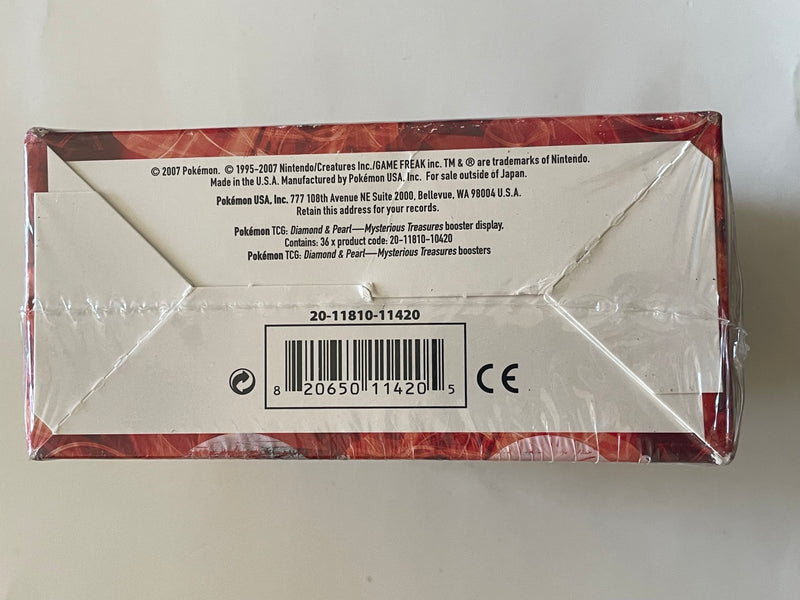 © 2007 Pokémon. © 1995–2007 Nintendo/Creatures Inc./GAME FREAK inc. TM & ® are trademarks of Nintendo.
Made in the U.S.A. Manufactured by Pokémon USA, Inc. For sale outside of Japan.
Pokémon USA, Inc. 777 108th Avenue NE Suite 2000, Bellevue, WA 98004 U.S.A.
Retain this address for your records.
Pokémon TCG: Diamond & Pearl—Mysterious Treasures booster display.
Contains: 36 x product code: 20-11810-10420
Pokémon TCG: Diamond & Pearl—Mysterious Treasures boosters
20-11810-11420
8 20650 11420 5
CE